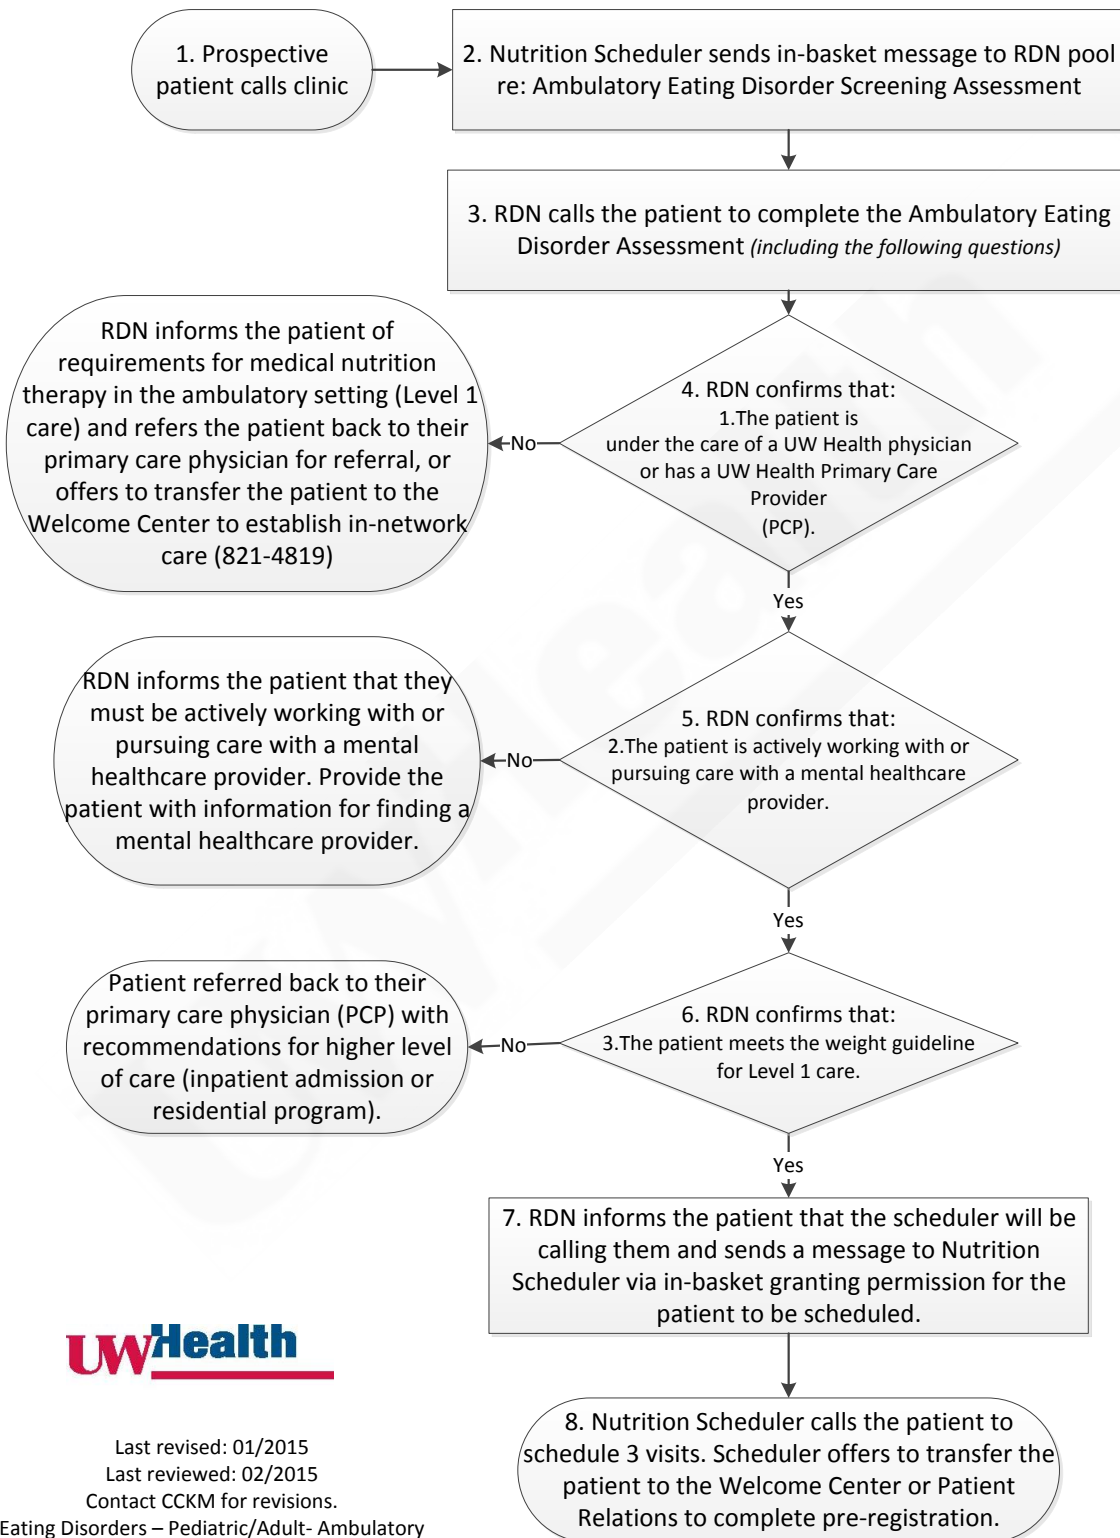 1. Prospective
patient calls clinic
2. Nutrition Scheduler sends in-basket message to RDN pool
re: Ambulatory Eating Disorder Screening Assessment
3. RDN calls the patient to complete the Ambulatory Eating
Disorder Assessment (including the following questions)
4. RDN confirms that:
1.The patient is
under the care of a UW Health physician
or has a UW Health Primary Care
Provider
(PCP).
No
RDN informs the patient of
requirements for medical nutrition
therapy in the ambulatory setting (Level 1
care) and refers the patient back to their
primary care physician for referral, or
offers to transfer the patient to the
Welcome Center to establish in-network
care (821-4819)
Yes
5. RDN confirms that:
2.The patient is actively working with or
pursuing care with a mental healthcare
provider.
No
RDN informs the patient that they
must be actively working with or
pursuing care with a mental
healthcare provider. Provide the
patient with information for finding a
mental healthcare provider.
Yes
6. RDN confirms that:
3.The patient meets the weight guideline
for Level 1 care.
No
Patient referred back to their
primary care physician (PCP) with
recommendations for higher level
of care (inpatient admission or
residential program).
Yes
7. RDN informs the patient that the scheduler will be
calling them and sends a message to Nutrition
Scheduler via in-basket granting permission for the
patient to be scheduled.
8. Nutrition Scheduler calls the patient to
schedule 3 visits. Scheduler offers to transfer the
patient to the Welcome Center or Patient
Relations to complete pre-registration.
UWHealth
Last revised: 01/2015
Last reviewed: 02/2015
Contact CCKM for revisions.
Eating Disorders – Pediatric/Adult- Ambulatory
UWHealth